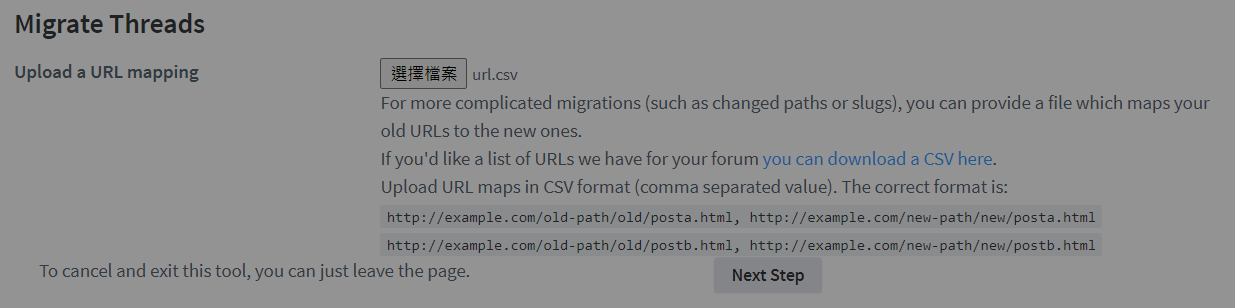 Migrate Threads
Upload a URL mapping
選擇檔案 url.csv
For more complicated migrations (such as changed paths or slugs), you can provide a file which maps your
old URLs to the new ones.
If you'd like a list of URLs we have for your forum you can download a CSV here.
Upload URL maps in CSV format (comma separated value). The correct format is:
http://example.com/old-path/old/posta.html, http://example.com/new-path/new/posta.html
http://example.com/old-path/old/postb.html, http://example.com/new-path/new/postb.html
To cancel and exit this tool, you can just leave the page.
Next Step